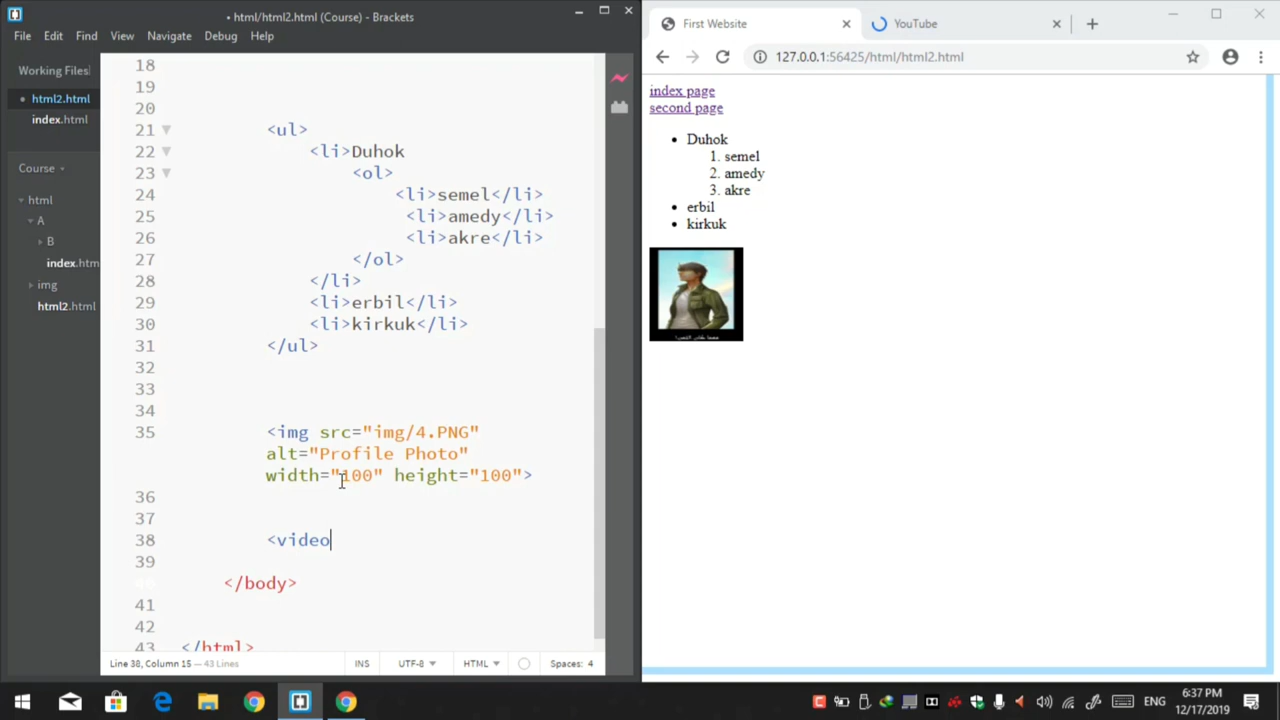 • html/html2.html (Course) - Brackets
File Edit Find View Navigate Debug Help
Working Files
• html2.html
index.html
Course
html
A
B
index.htm
img
html2.html
18
19
20
21 <ul>
22 <li>Duhok
23 <ol>
24 <li>semel</li>
25 <li>amedy</li>
26 <li>akre</li>
27 </ol>
28 </li>
29 <li>erbil</li>
30 <li>kirkuk</li>
31 </ul>
32
33
34
35 <img src="img/4.PNG"
alt="Profile Photo"
width="100" height="100">
36
37
38 <video
39
</body>
41
42
43 </html>
Line 38, Column 15 — 43 Lines INS UTF-8 HTML Spaces: 4
First Website YouTube
127.0.0.1:56425/html/html2.html
index page
second page
• Duhok
1. semel
2. amedy
3. akre
• erbil
• kirkuk
ENG 6:37 PM
12/17/2019